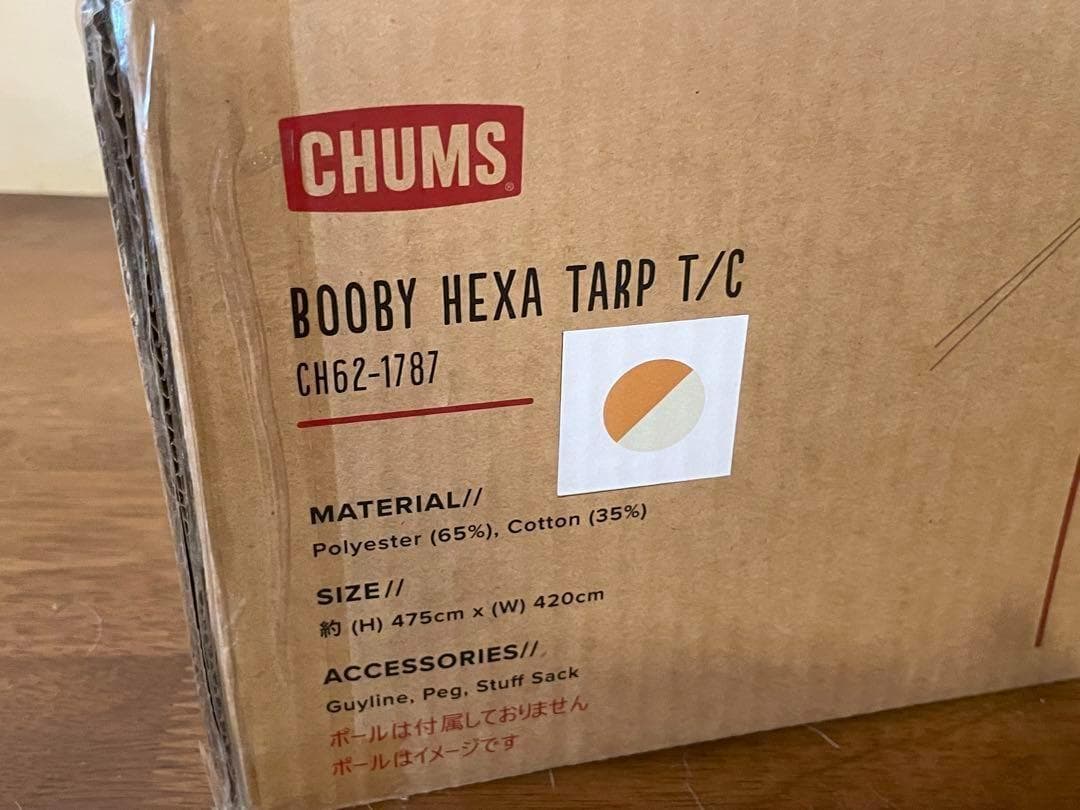 CHUMS®
BOOBY HEXA TARP T/C
CH62-1787
MATERIAL//
Polyester (65%), Cotton (35%)
SIZE//
約 (H) 475cm x (W) 420cm
ACCESSORIES//
Guyline, Peg, Stuff Sack
ポールは付属しておりません
ポールはイメージです